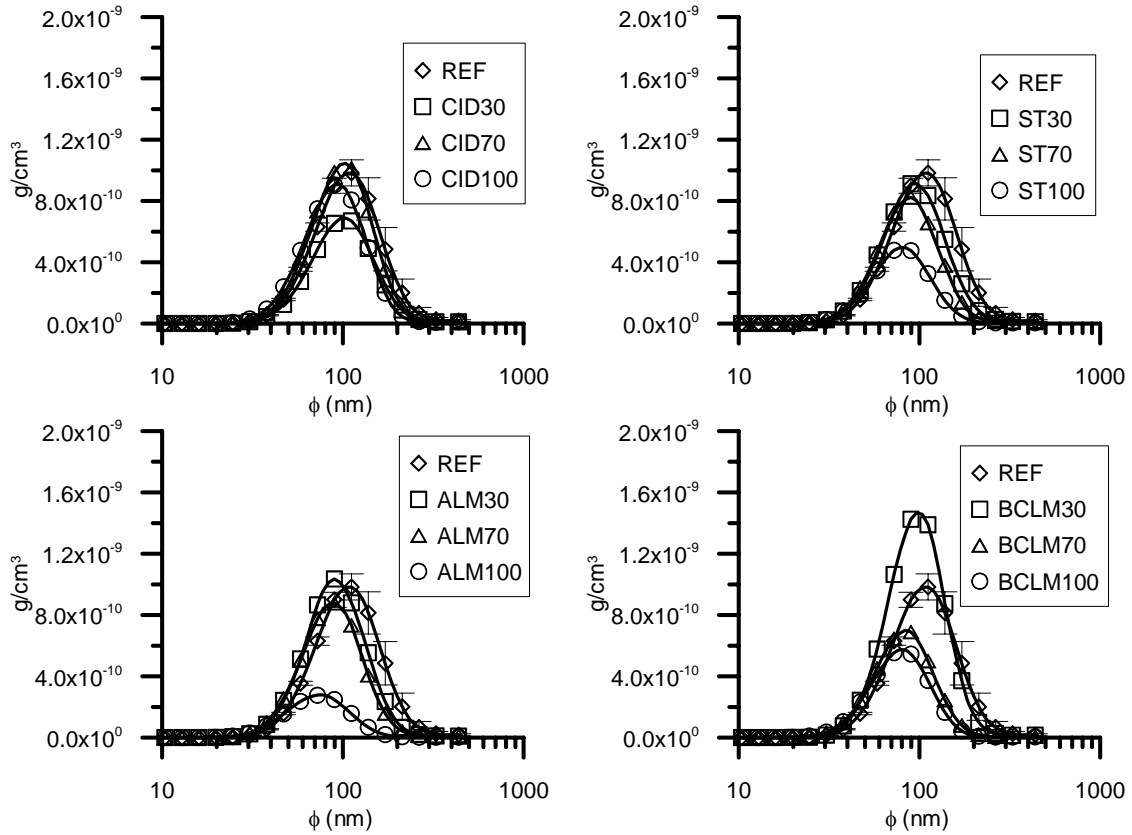 2.0x10⁻⁹
1.6x10⁻⁹
1.2x10⁻⁹
8.0x10⁻¹⁰
4.0x10⁻¹⁰
0.0x10⁰
g/cm³
10 100 1000
ϕ (nm)
REF
CID30
CID70
CID100
2.0x10⁻⁹
1.6x10⁻⁹
1.2x10⁻⁹
8.0x10⁻¹⁰
4.0x10⁻¹⁰
0.0x10⁰
g/cm³
10 100 1000
ϕ (nm)
REF
ST30
ST70
ST100
2.0x10⁻⁹
1.6x10⁻⁹
1.2x10⁻⁹
8.0x10⁻¹⁰
4.0x10⁻¹⁰
0.0x10⁰
g/cm³
10 100 1000
ϕ (nm)
REF
ALM30
ALM70
ALM100
2.0x10⁻⁹
1.6x10⁻⁹
1.2x10⁻⁹
8.0x10⁻¹⁰
4.0x10⁻¹⁰
0.0x10⁰
g/cm³
10 100 1000
ϕ (nm)
REF
BCLM30
BCLM70
BCLM100